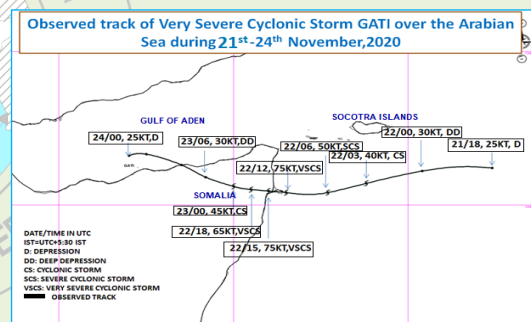 Observed track of Very Severe Cyclonic Storm GATI over the Arabian
Sea during 21st-24th November,2020
GULF OF ADEN
SOCOTRA ISLANDS
24/00, 25KT,D
23/06, 30KT,DD
22/06, 50KT,SCS
22/00, 30KT, DD
21/18, 25KT, D
22/12, 75KT,VSCS
22/03, 40KT, CS
GATI
SOMALIA
23/00, 45KT,CS
22/18, 65KT,VSCS
22/15, 75KT,VSCS
DATE/TIME IN UTC
IST=UTC+5:30 IST
D: DEPRESSION
DD: DEEP DEPRESSION
CS: CYCLONIC STORM
SCS: SEVERE CYCLONIC STORM
VSCS: VERY SEVERE CYCLONIC STORM
OBSERVED TRACK